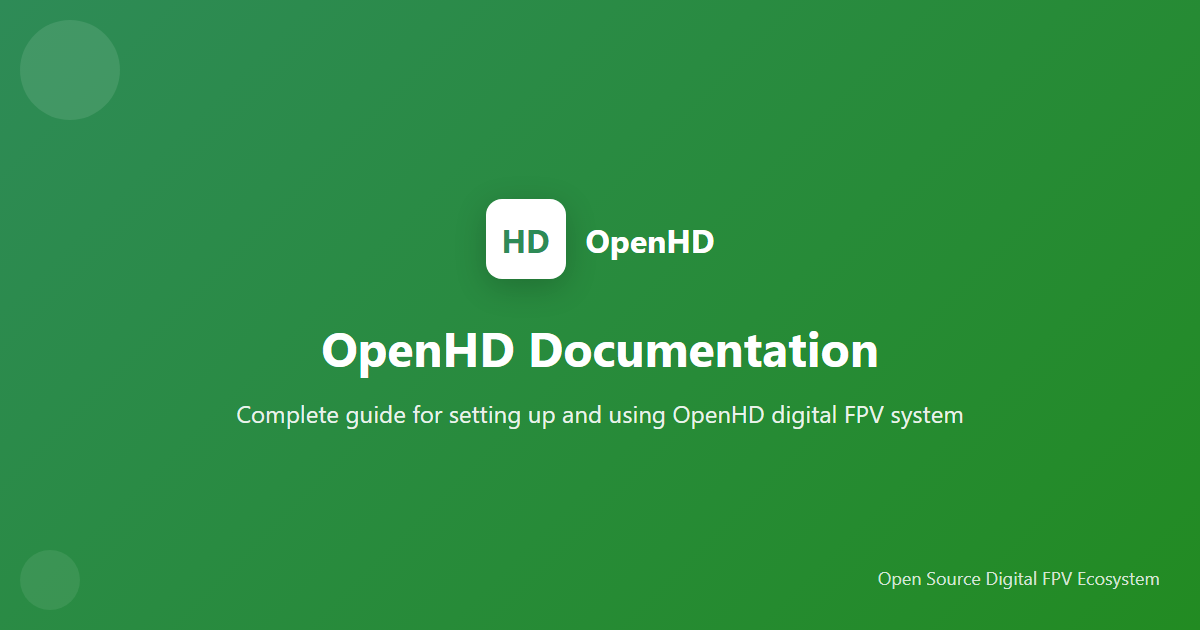 HD
OpenHD
OpenHD Documentation
Complete guide for setting up and using OpenHD digital FPV system
Open Source Digital FPV Ecosystem